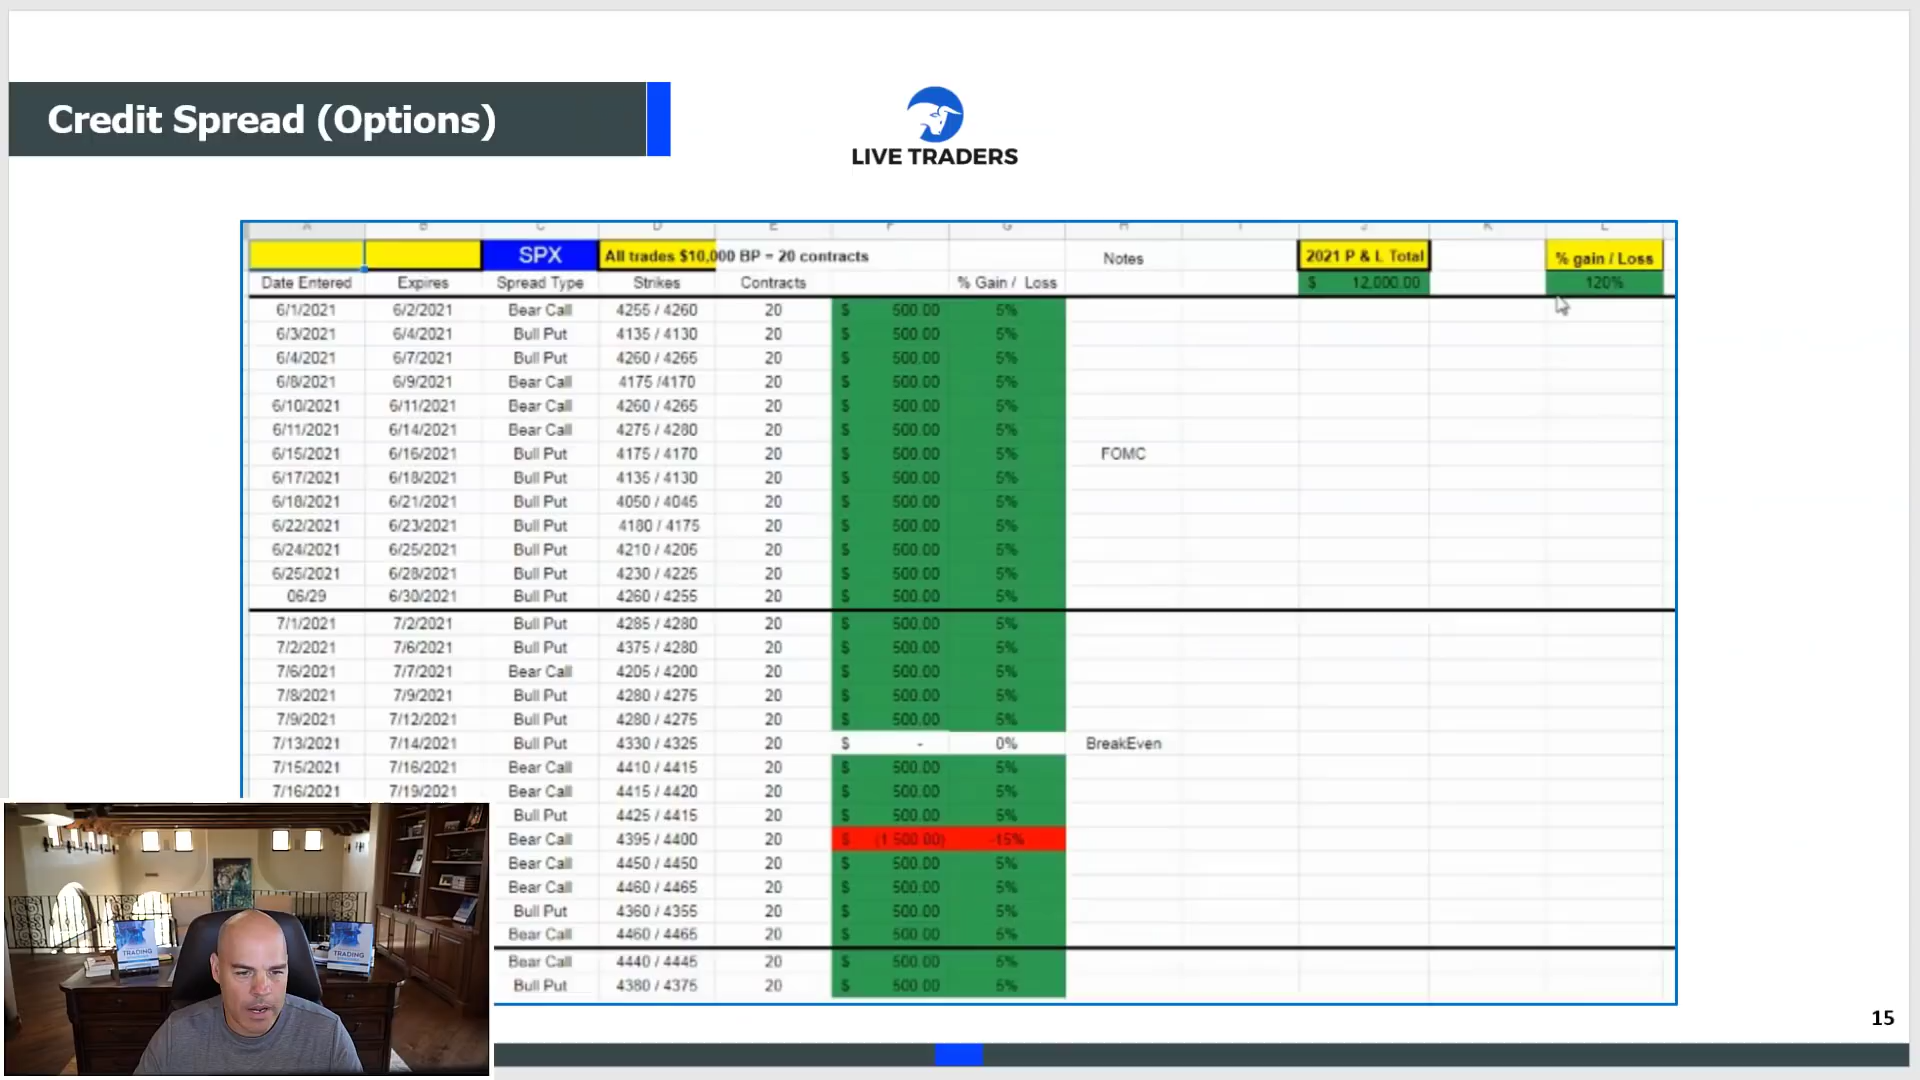 Credit Spread (Options)
LIVE TRADERS
SPX All trades $10,000 BP = 20 contracts Notes 2021 P & L Total % gain / Loss
Date Entered Expires Spread Type Strikes Contracts % Gain / Loss $ 12,000.00 120%
6/1/2021 6/2/2021 Bear Call 4255 / 4260 20 $ 500.00 5%
6/3/2021 6/4/2021 Bull Put 4135 / 4130 20 $ 500.00 5%
6/4/2021 6/7/2021 Bull Put 4260 / 4265 20 $ 500.00 5%
6/8/2021 6/9/2021 Bear Call 4175 /4170 20 $ 500.00 5%
6/10/2021 6/11/2021 Bear Call 4260 / 4265 20 $ 500.00 5%
6/11/2021 6/14/2021 Bear Call 4275 / 4280 20 $ 500.00 5%
6/15/2021 6/16/2021 Bull Put 4175 / 4170 20 $ 500.00 5% FOMC
6/17/2021 6/18/2021 Bull Put 4135 / 4130 20 $ 500.00 5%
6/18/2021 6/21/2021 Bull Put 4050 / 4045 20 $ 500.00 5%
6/22/2021 6/23/2021 Bull Put 4180 / 4175 20 $ 500.00 5%
6/24/2021 6/25/2021 Bull Put 4210 / 4205 20 $ 500.00 5%
6/25/2021 6/28/2021 Bull Put 4230 / 4225 20 $ 500.00 5%
06/29 6/30/2021 Bull Put 4260 / 4255 20 $ 500.00 5%
7/1/2021 7/2/2021 Bull Put 4285 / 4280 20 $ 500.00 5%
7/2/2021 7/6/2021 Bull Put 4375 / 4280 20 $ 500.00 5%
7/6/2021 7/7/2021 Bear Call 4205 / 4200 20 $ 500.00 5%
7/8/2021 7/9/2021 Bull Put 4280 / 4275 20 $ 500.00 5%
7/9/2021 7/12/2021 Bull Put 4280 / 4275 20 $ 500.00 5%
7/13/2021 7/14/2021 Bull Put 4330 / 4325 20 $ - 0% BreakEven
7/15/2021 7/16/2021 Bear Call 4410 / 4415 20 $ 500.00 5%
7/16/2021 7/19/2021 Bear Call 4415 / 4420 20 $ 500.00 5%
Bull Put 4425 / 4415 20 $ 500.00 5%
Bear Call 4395 / 4400 20 $ (1 500.00) -15%
Bear Call 4450 / 4450 20 $ 500.00 5%
Bear Call 4460 / 4465 20 $ 500.00 5%
Bull Put 4360 / 4355 20 $ 500.00 5%
Bear Call 4460 / 4465 20 $ 500.00 5%
Bear Call 4440 / 4445 20 $ 500.00 5%
Bull Put 4380 / 4375 20 $ 500.00 5%
TRADING
TRADING
15